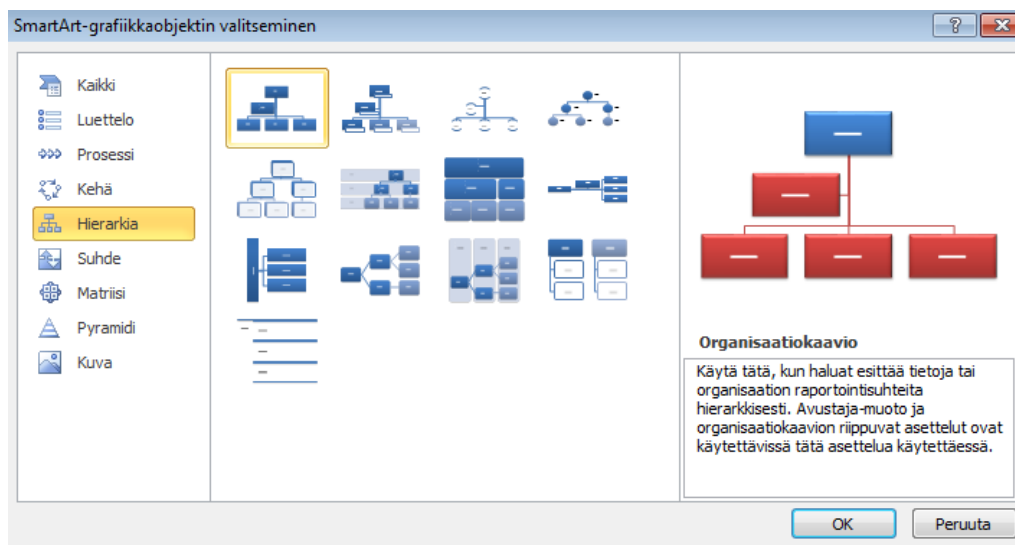 SmartArt-grafiikkaobjektin valitseminen
Kaikki
Luettelo
Prosessi
Kehä
Hierarkia
Suhde
Matriisi
Pyramidi
Kuva
Organisaatiokaavio
Käytä tätä, kun haluat esittää tietoja tai
organisaation raportointisuhteita
hierarkkisesti. Avustaja-muoto ja
organisaatiokaavion riippuvat asettelut ovat
käytettävissä tätä asettelua käytettäessä.
OK
Peruuta